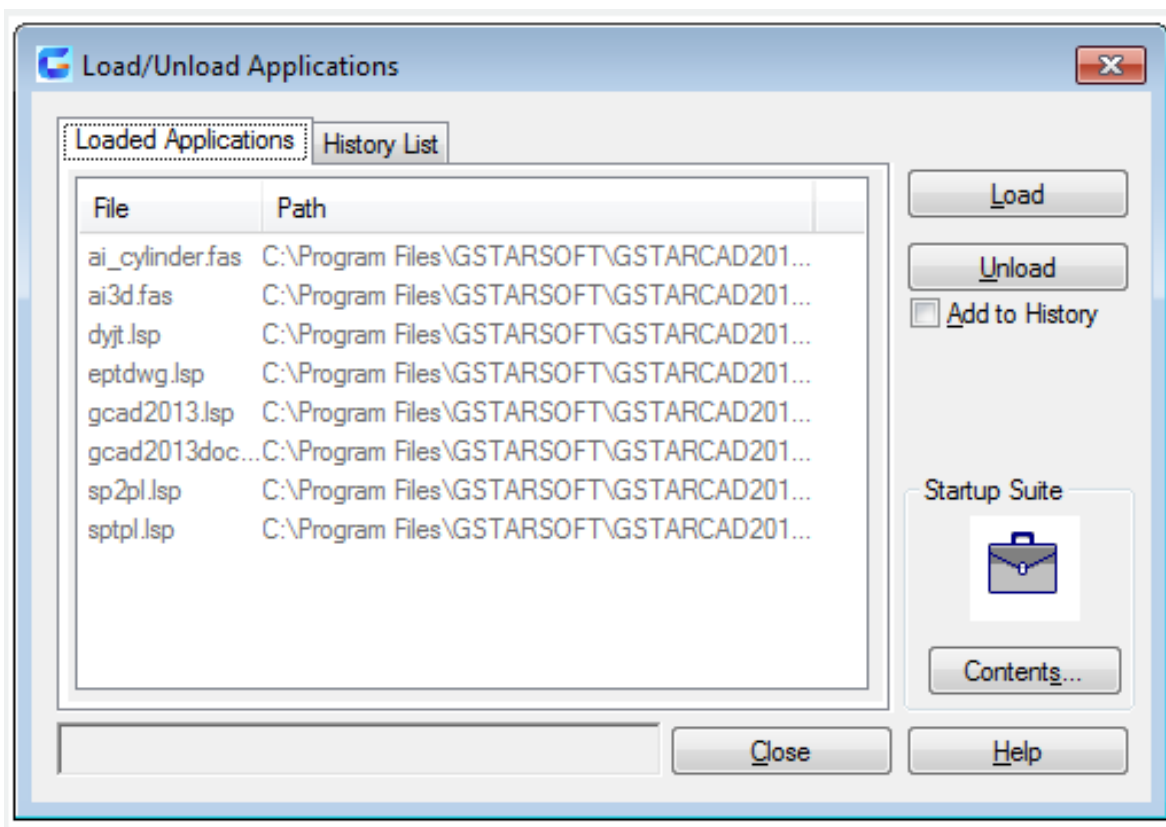 Load/Unload Applications
Loaded Applications History List
File Path
ai_cylinder.fas C:\Program Files\GSTARSOFT\GSTARCAD201...
ai3d.fas C:\Program Files\GSTARSOFT\GSTARCAD201...
dyjt.lsp C:\Program Files\GSTARSOFT\GSTARCAD201...
eptdwg.lsp C:\Program Files\GSTARSOFT\GSTARCAD201...
gcad2013.lsp C:\Program Files\GSTARSOFT\GSTARCAD201...
gcad2013doc...C:\Program Files\GSTARSOFT\GSTARCAD201...
sp2pl.lsp C:\Program Files\GSTARSOFT\GSTARCAD201...
sptpl.lsp C:\Program Files\GSTARSOFT\GSTARCAD201...
Load
Unload
Add to History
Startup Suite
Contents...
Close
Help